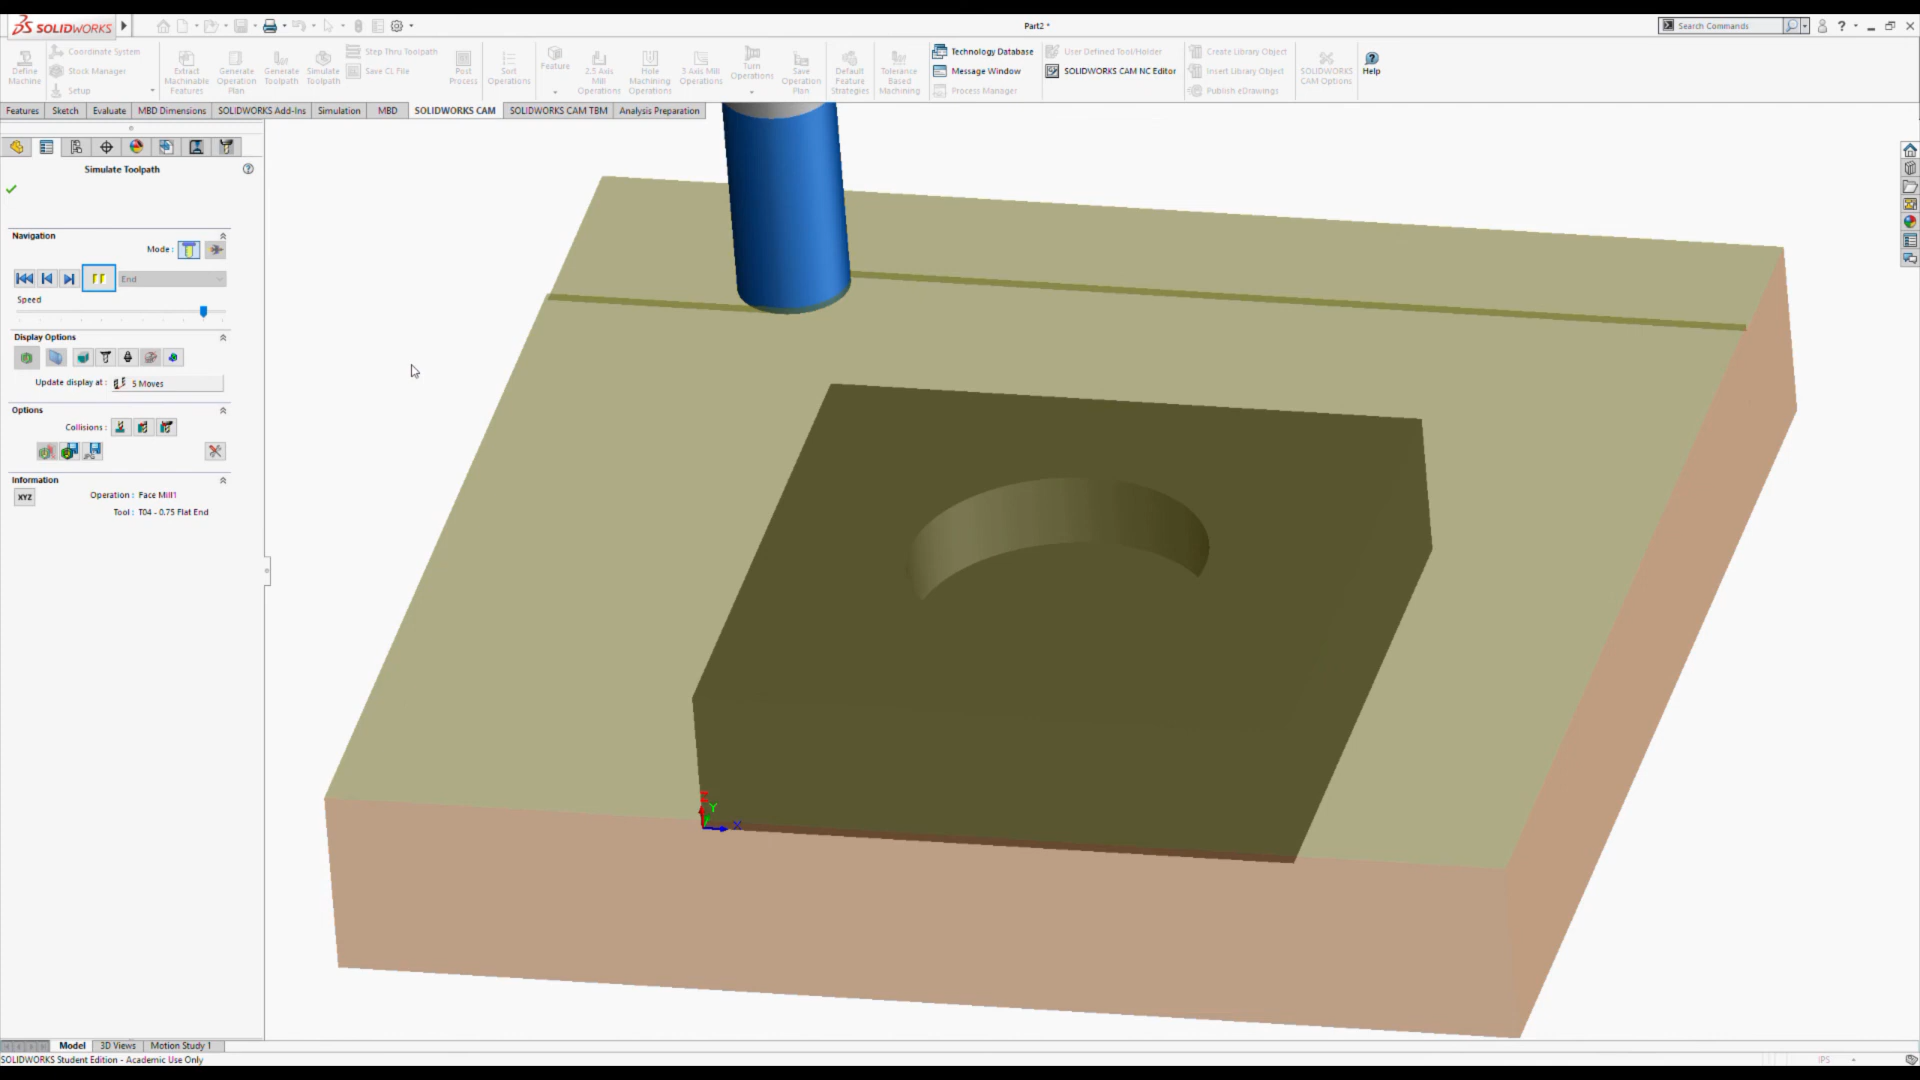 SOLIDWORKS
Part2 *
Search Commands
Define Machine
Coordinate System
Stock Manager
Setup
Extract Machinable Features
Generate Operation Plan
Generate Toolpath
Simulate Toolpath
Step Thru Toolpath
Save CL File
Post Process
Sort Operations
Feature
2.5 Axis Mill Operations
Hole Machining Operations
3 Axis Mill Operations
Turn Operations
Save Operation Plan
Default Feature Strategies
Tolerance Based Machining
Technology Database
Message Window
Process Manager
User Defined Tool/Holder
SOLIDWORKS CAM NC Editor
Create Library Object
Insert Library Object
Publish eDrawings
SOLIDWORKS CAM Options
Help
Features
Sketch
Evaluate
MBD Dimensions
SOLIDWORKS Add-Ins
Simulation
MBD
SOLIDWORKS CAM
SOLIDWORKS CAM TBM
Analysis Preparation
Simulate Toolpath
Navigation
Mode :
End
Speed
Display Options
Update display at :
5 Moves
Options
Collisions :
Information
XYZ
Operation : Face Mill1
Tool : T04 - 0.75 Flat End
Y
X
Model
3D Views
Motion Study 1
SOLIDWORKS Student Edition - Academic Use Only
IPS